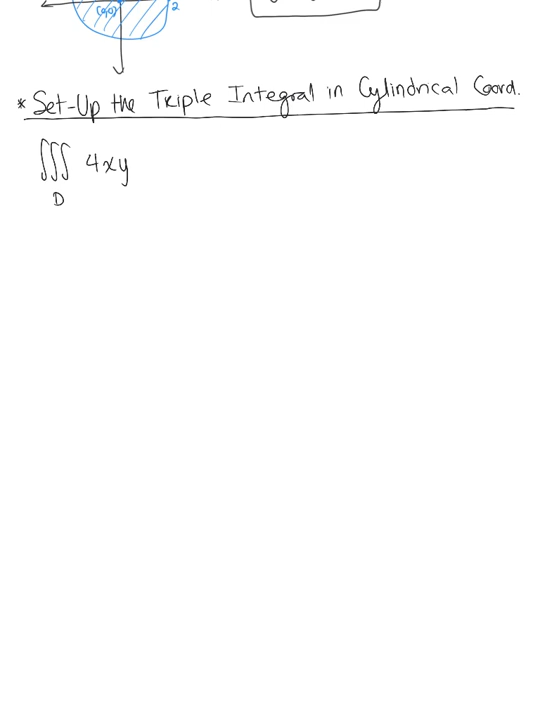 (0,0) 2
* Set-Up the Triple Integral in Cylindrical Coord.
∭ 4xy
D